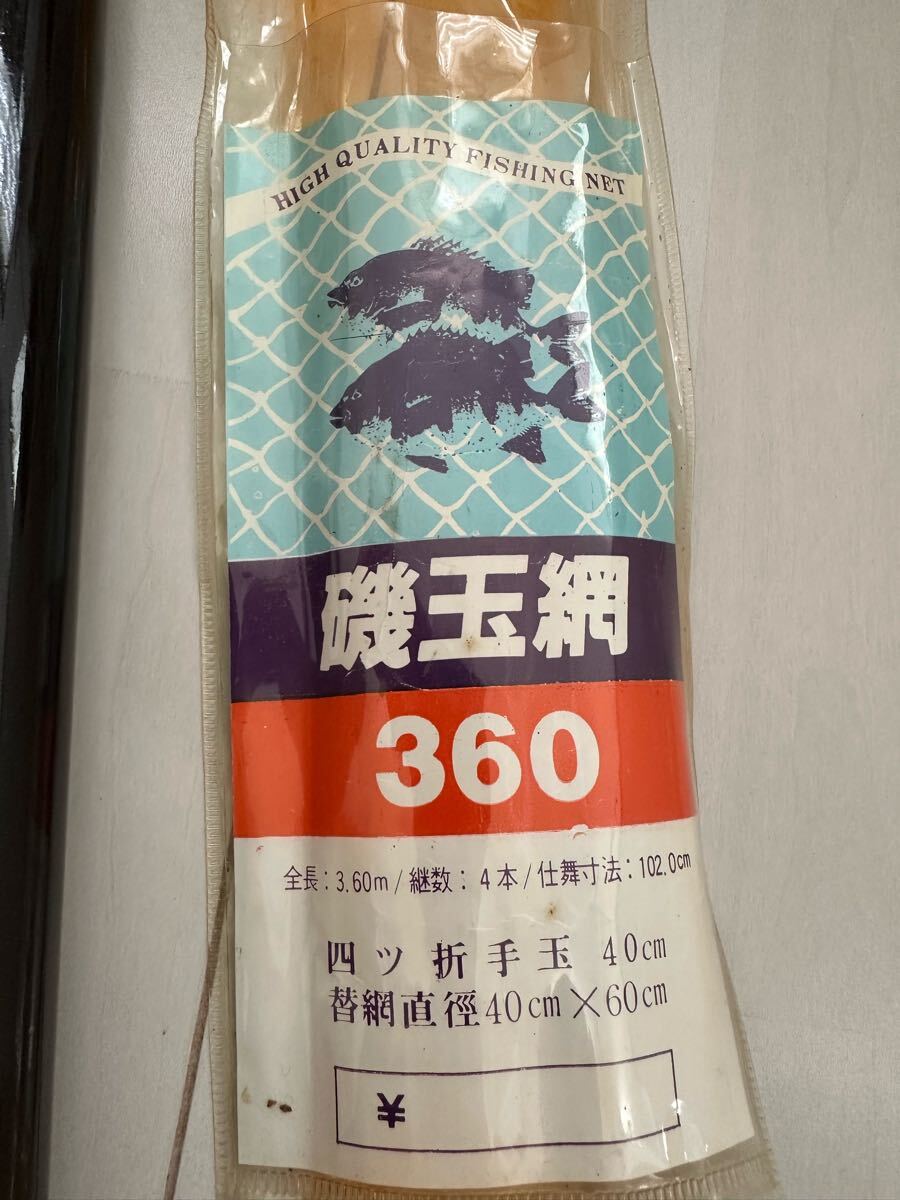 HIGH QUALITY FISHING NET
磯玉網
360
全長：3.60m/継数：4本/仕舞寸法：102.0cm
四ツ折手玉 40cm
替網直徑40cm×60cm
¥